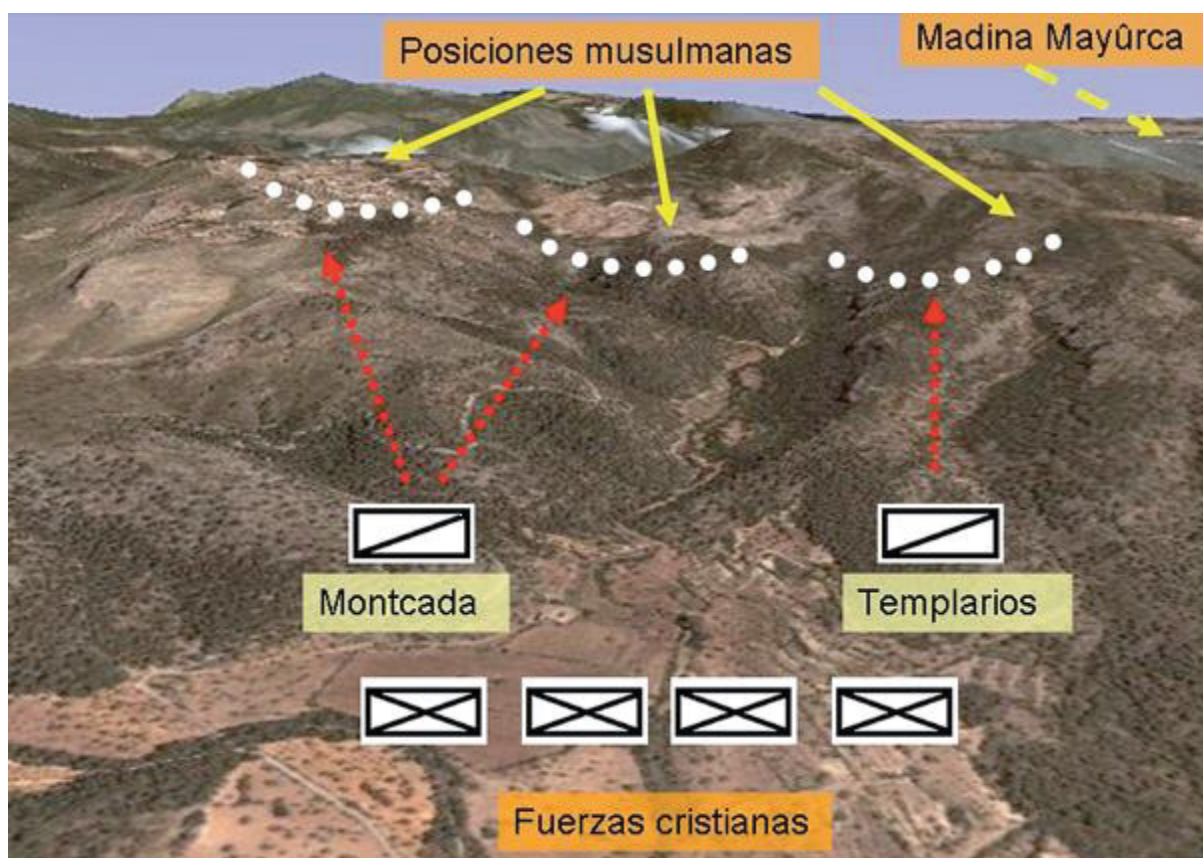 Posiciones musulmanas
Madina Mayûrca
Montcada
Templarios
Fuerzas cristianas